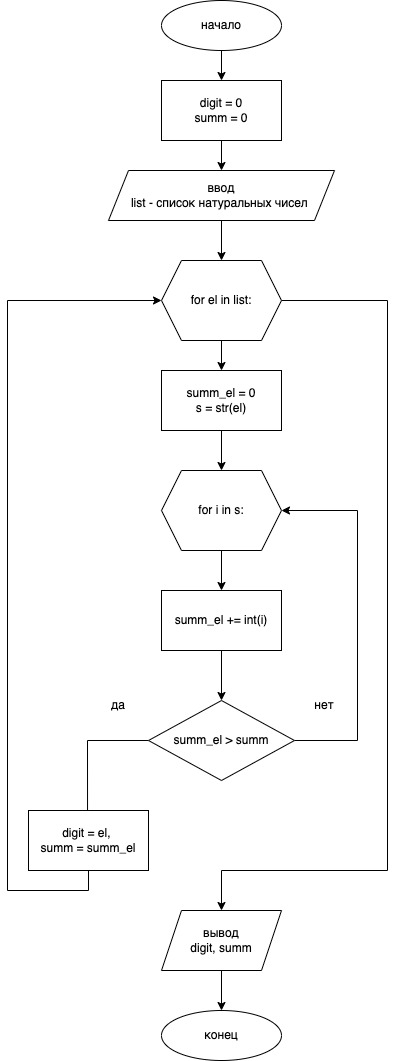 начало
digit = 0
summ = 0
ввод
list - список натуральных чисел
for el in list:
summ_el = 0
s = str(el)
for i in s:
summ_el += int(i)
да
нет
summ_el > summ
digit = el,
summ = summ_el
вывод
digit, summ
конец